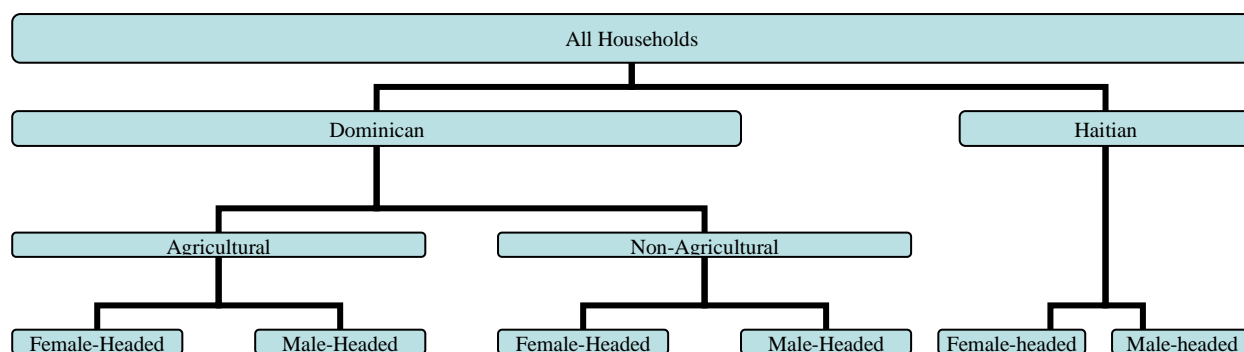 All Households
Dominican
Haitian
Agricultural
Non-Agricultural
Female-Headed
Male-Headed
Female-Headed
Male-Headed
Female-headed
Male-headed